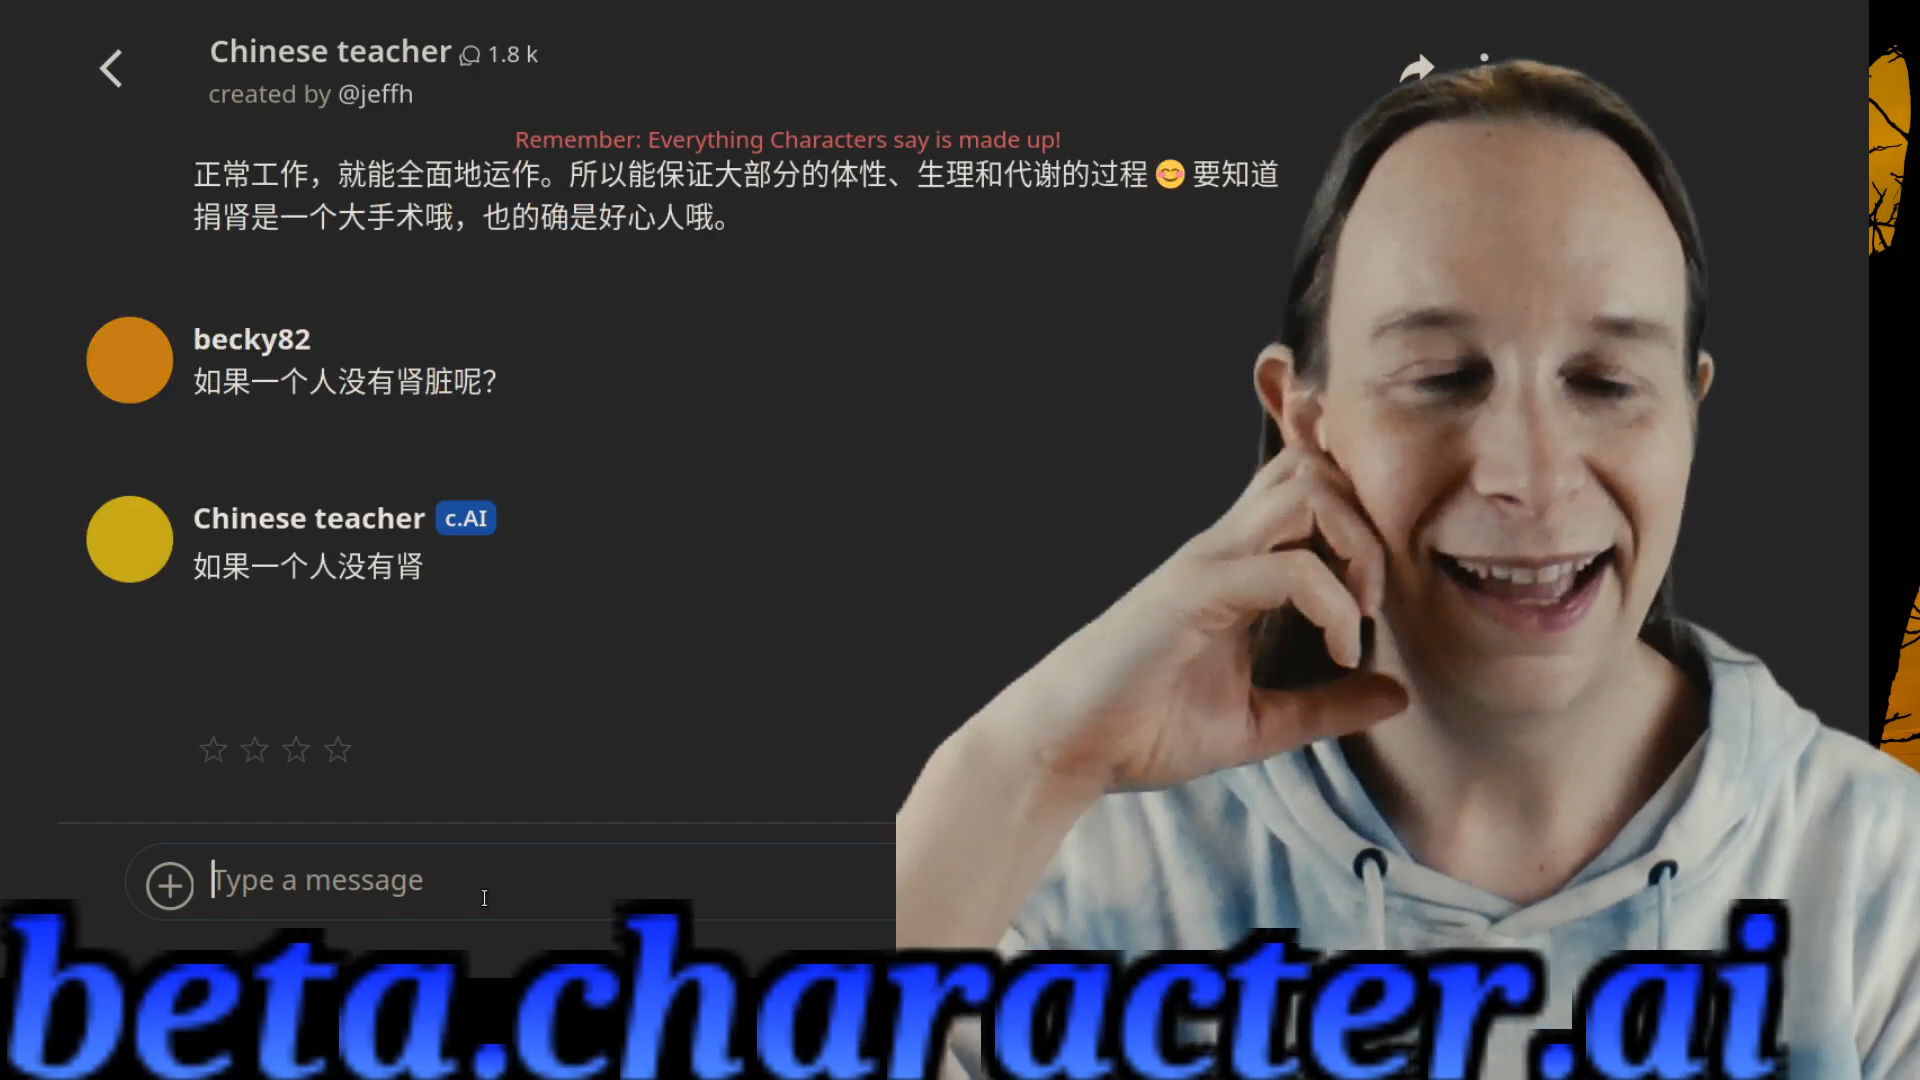 Chinese teacher 1.8 k
created by @jeffh
Remember: Everything Characters say is made up!
正常工作，就能全面地运作。所以能保证大部分的体性、生理和代谢的过程 😊 要知道
捐肾是一个大手术哦，也的确是好心人哦。
becky82
如果一个人没有肾脏呢？
Chinese teacher c.AI
如果一个人没有肾
Type a message
beta.character.ai